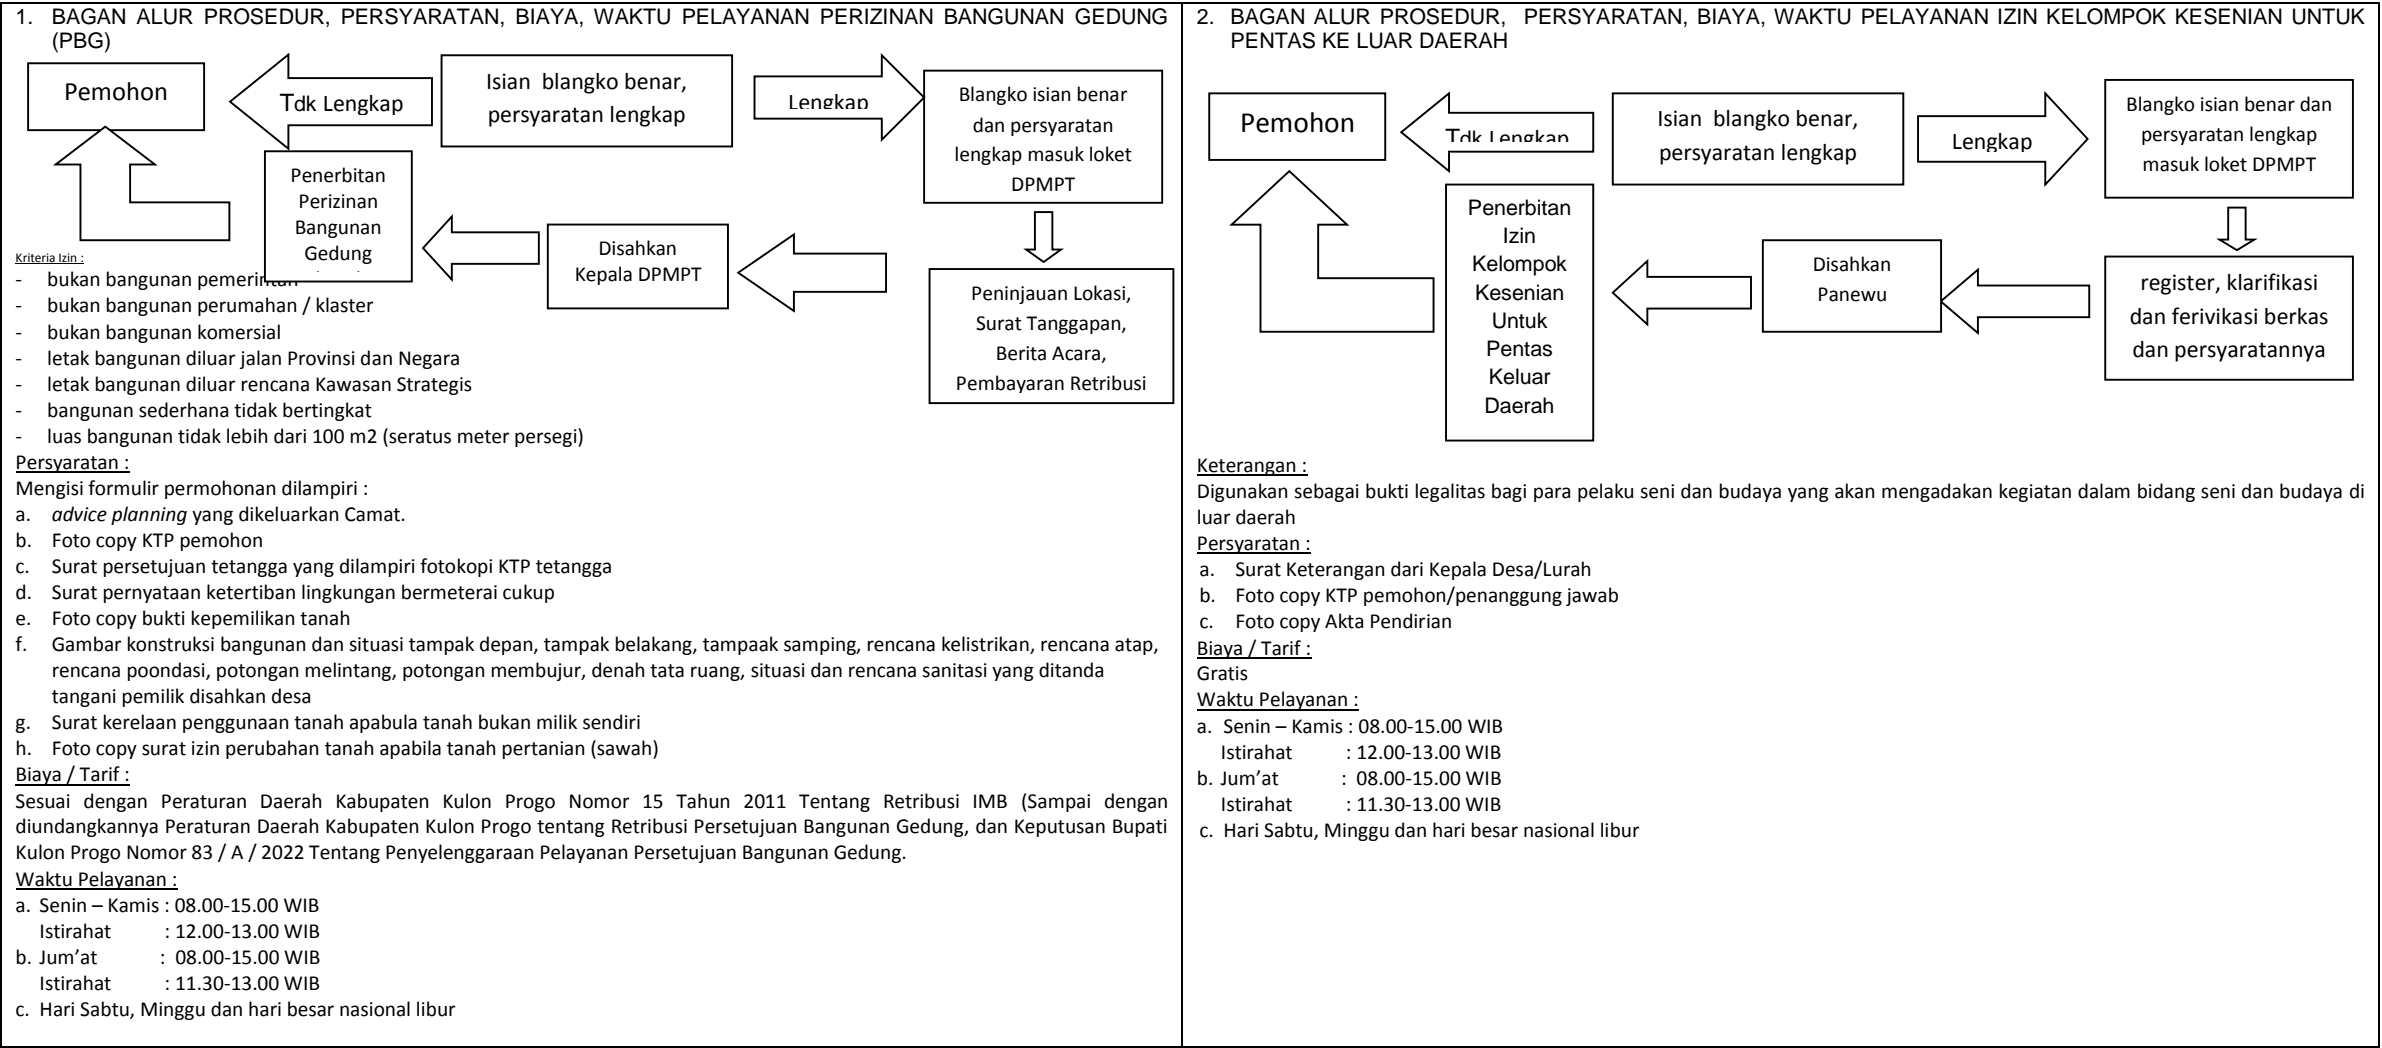 1. BAGAN ALUR PROSEDUR, PERSYARATAN, BIAYA, WAKTU PELAYANAN PERIZINAN BANGUNAN GEDUNG
(PBG)
Pemohon
Tdk Lengkap
Isian blangko benar,
persyaratan lengkap
Lengkap
Blangko isian benar
dan persyaratan
lengkap masuk loket
DPMPT
Penerbitan
Perizinan
Bangunan
Gedung
Disahkan
Kepala DPMPT
Peninjauan Lokasi,
Surat Tanggapan,
Berita Acara,
Pembayaran Retribusi
Kriteria Izin :
- bukan bangunan pemerintah
- bukan bangunan perumahan / klaster
- bukan bangunan komersial
- letak bangunan diluar jalan Provinsi dan Negara
- letak bangunan diluar rencana Kawasan Strategis
- bangunan sederhana tidak bertingkat
- luas bangunan tidak lebih dari 100 m2 (seratus meter persegi)
Persyaratan :
Mengisi formulir permohonan dilampiri :
a. advice planning yang dikeluarkan Camat.
b. Foto copy KTP pemohon
c. Surat persetujuan tetangga yang dilampiri fotokopi KTP tetangga
d. Surat pernyataan ketertiban lingkungan bermeterai cukup
e. Foto copy bukti kepemilikan tanah
f. Gambar konstruksi bangunan dan situasi tampak depan, tampak belakang, tampaak samping, rencana kelistrikan, rencana atap,
rencana poondasi, potongan melintang, potongan membujur, denah tata ruang, situasi dan rencana sanitasi yang ditanda
tangani pemilik disahkan desa
g. Surat kerelaan penggunaan tanah apabula tanah bukan milik sendiri
h. Foto copy surat izin perubahan tanah apabila tanah pertanian (sawah)
Biaya / Tarif :
Sesuai dengan Peraturan Daerah Kabupaten Kulon Progo Nomor 15 Tahun 2011 Tentang Retribusi IMB (Sampai dengan
diundangkannya Peraturan Daerah Kabupaten Kulon Progo tentang Retribusi Persetujuan Bangunan Gedung, dan Keputusan Bupati
Kulon Progo Nomor 83 / A / 2022 Tentang Penyelenggaraan Pelayanan Persetujuan Bangunan Gedung.
Waktu Pelayanan :
a. Senin – Kamis : 08.00-15.00 WIB
Istirahat : 12.00-13.00 WIB
b. Jum’at : 08.00-15.00 WIB
Istirahat : 11.30-13.00 WIB
c. Hari Sabtu, Minggu dan hari besar nasional libur
2. BAGAN ALUR PROSEDUR, PERSYARATAN, BIAYA, WAKTU PELAYANAN IZIN KELOMPOK KESENIAN UNTUK
PENTAS KE LUAR DAERAH
Pemohon
Tdk Lengkap
Isian blangko benar,
persyaratan lengkap
Lengkap
Blangko isian benar dan
persyaratan lengkap
masuk loket DPMPT
Penerbitan
Izin
Kelompok
Kesenian
Untuk
Pentas
Keluar
Daerah
Disahkan
Panewu
register, klarifikasi
dan ferivikasi berkas
dan persyaratannya
Keterangan :
Digunakan sebagai bukti legalitas bagi para pelaku seni dan budaya yang akan mengadakan kegiatan dalam bidang seni dan budaya di
luar daerah
Persyaratan :
a. Surat Keterangan dari Kepala Desa/Lurah
b. Foto copy KTP pemohon/penanggung jawab
c. Foto copy Akta Pendirian
Biaya / Tarif :
Gratis
Waktu Pelayanan :
a. Senin – Kamis : 08.00-15.00 WIB
Istirahat : 12.00-13.00 WIB
b. Jum’at : 08.00-15.00 WIB
Istirahat : 11.30-13.00 WIB
c. Hari Sabtu, Minggu dan hari besar nasional libur